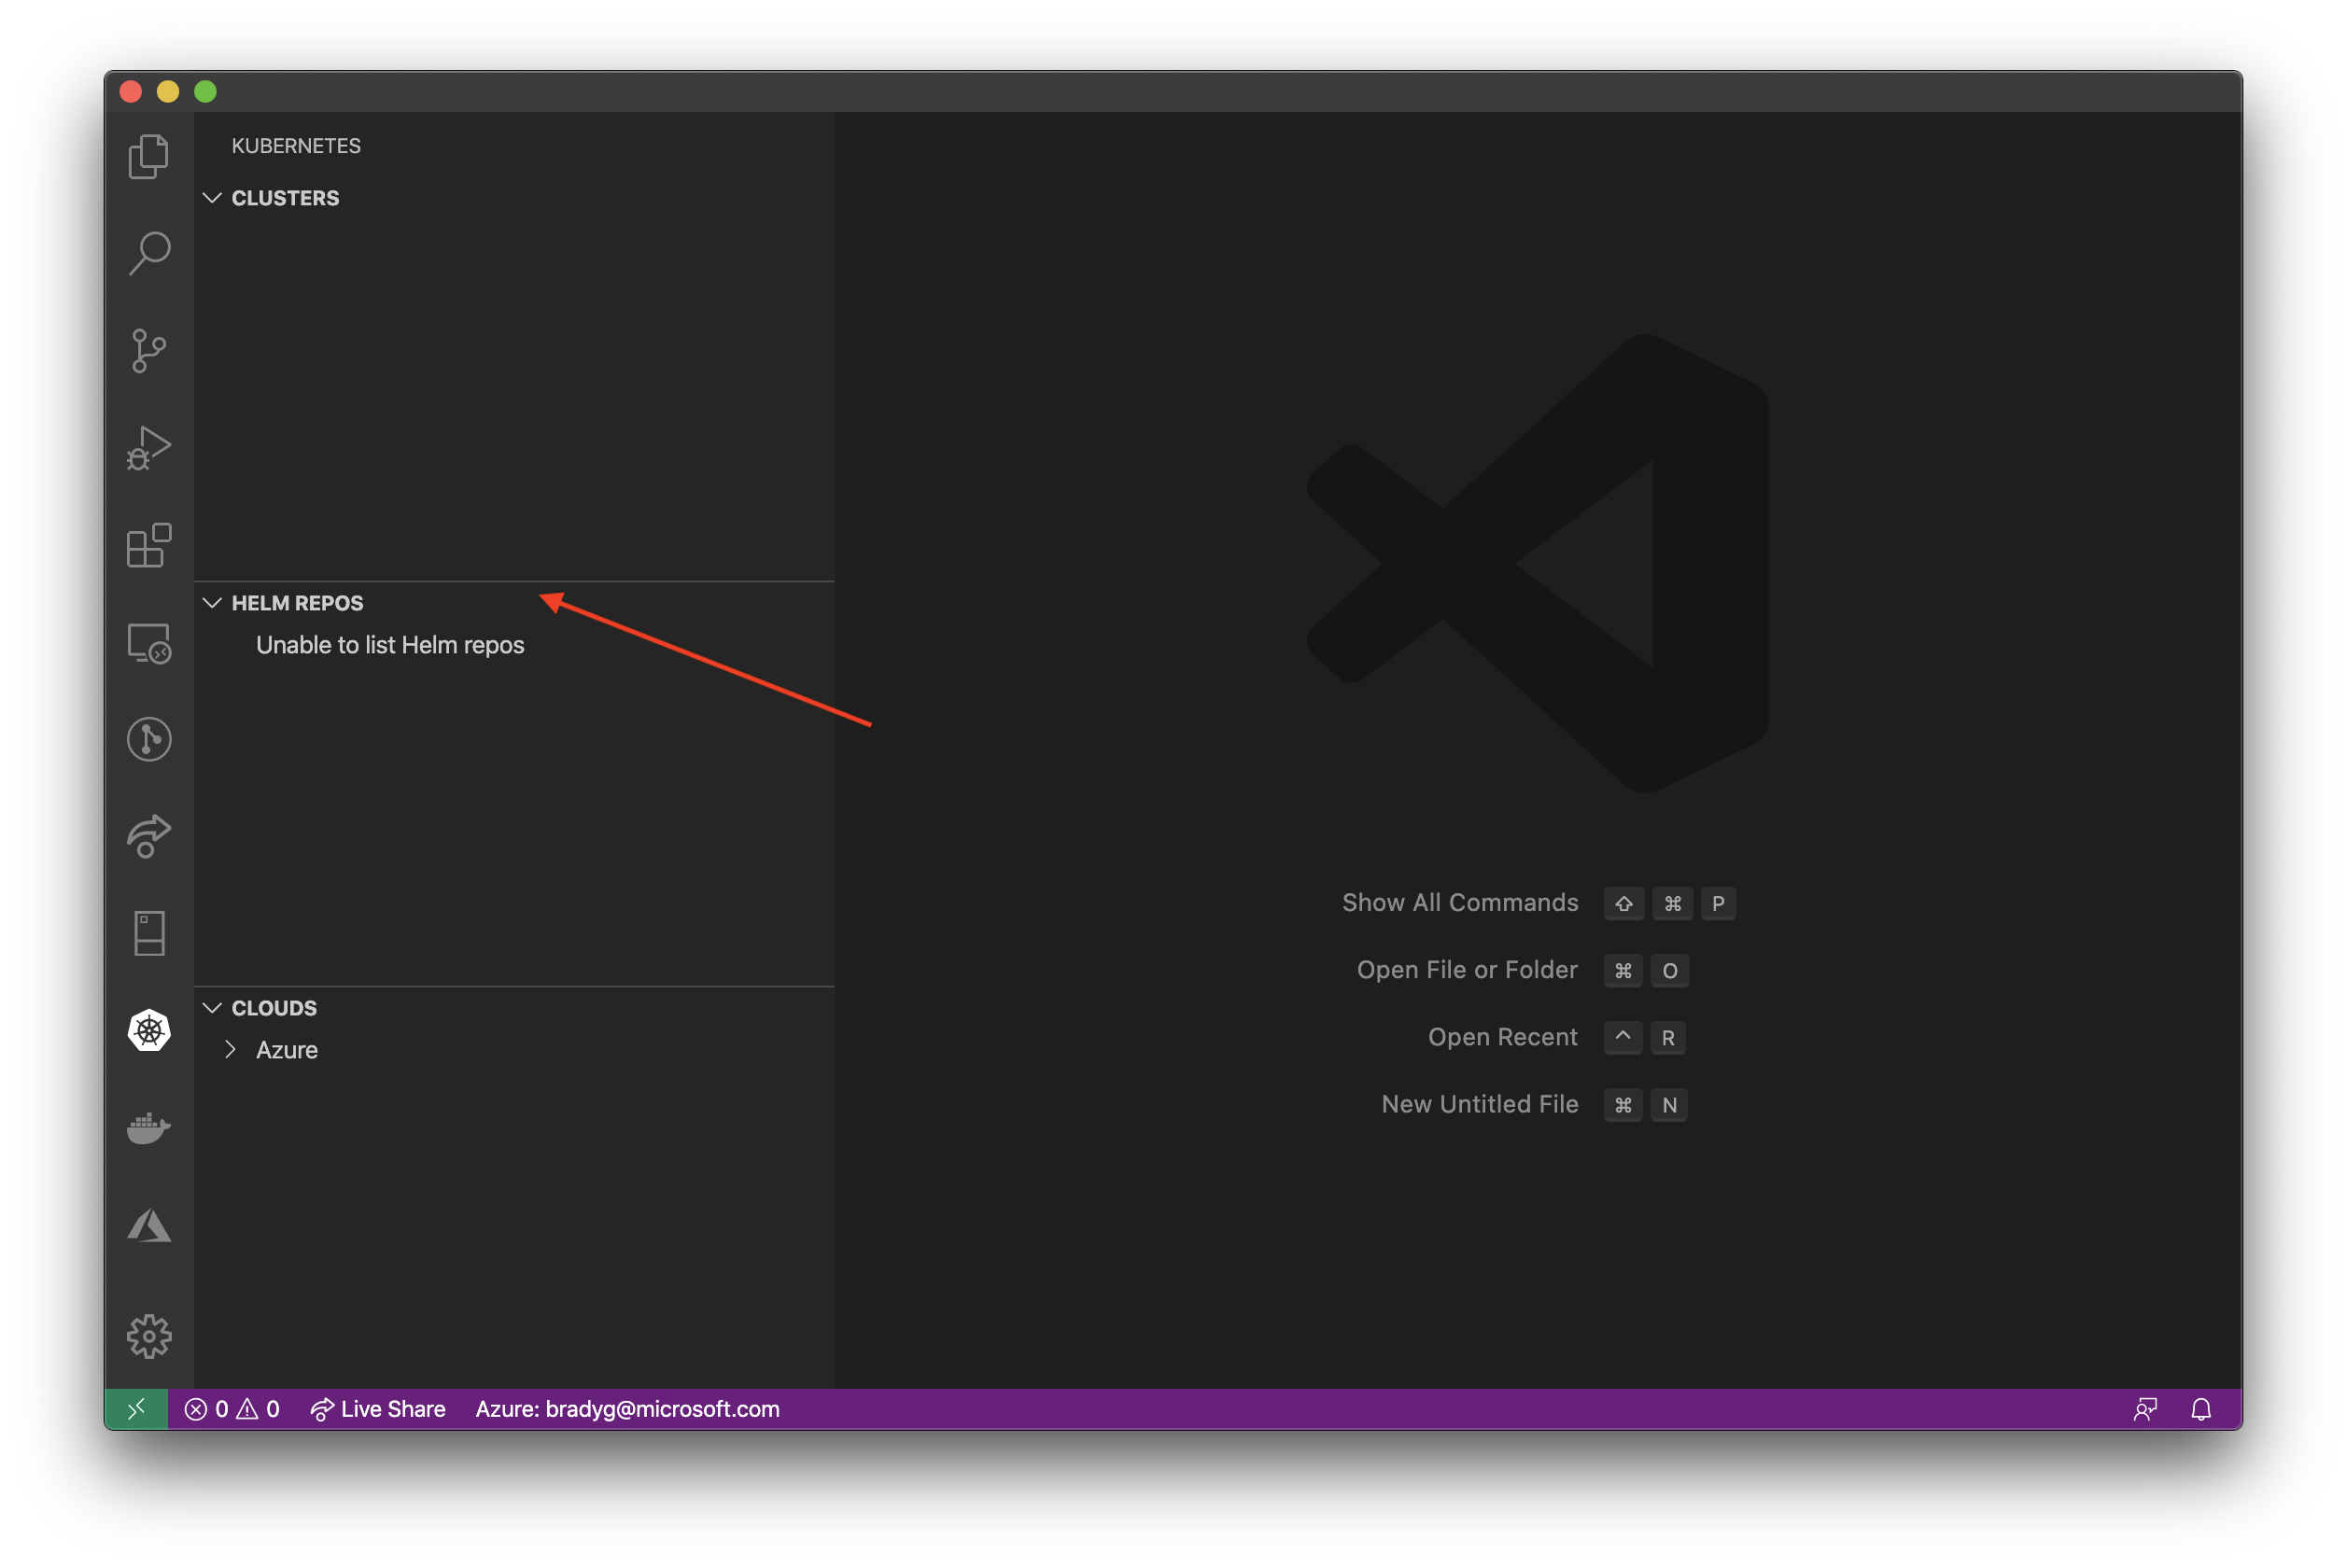 KUBERNETES
CLUSTERS
HELM REPOS
Unable to list Helm repos
CLOUDS
Azure
Show All Commands ⇧ ⌘ P
Open File or Folder ⌘ O
Open Recent ^ R
New Untitled File ⌘ N
0 0 Live Share Azure: bradyg@microsoft.com